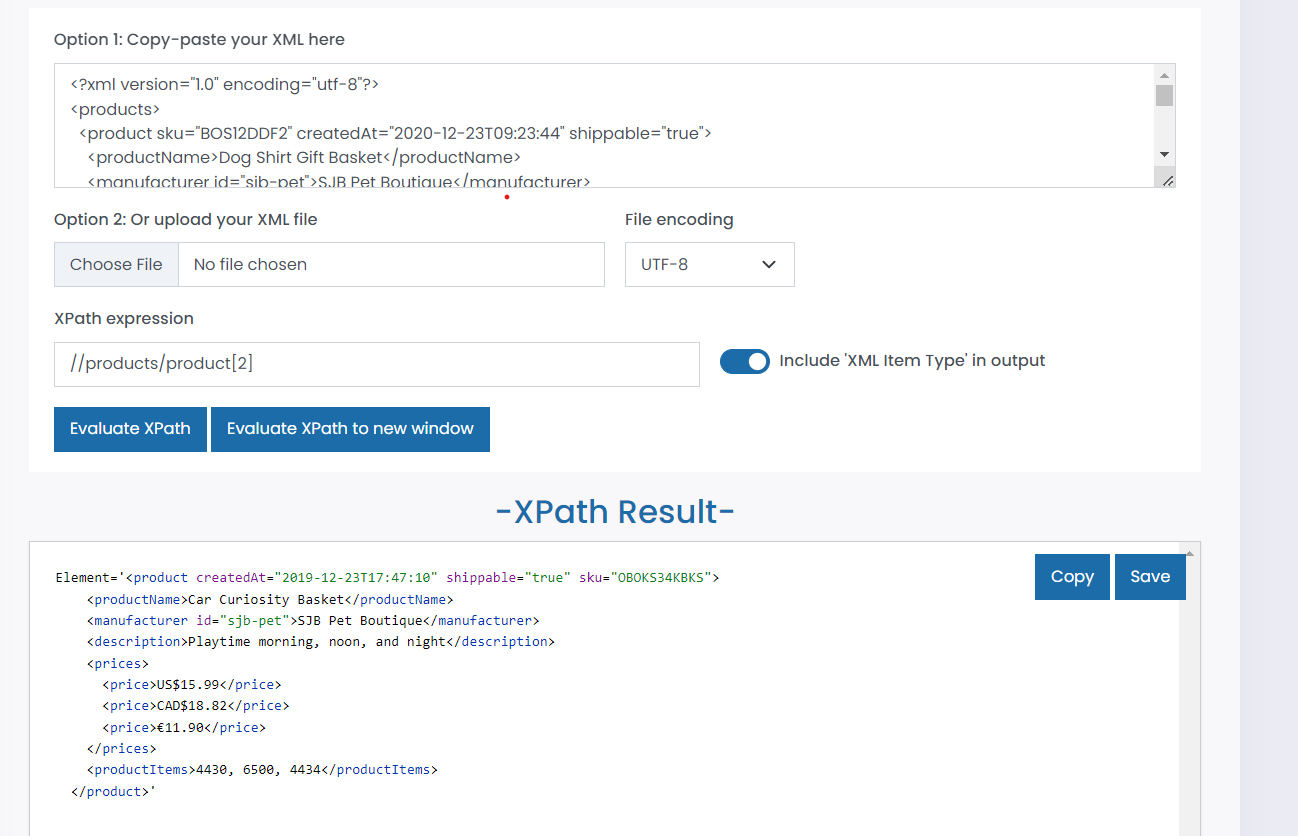 Option 1: Copy-paste your XML here
<?xml version="1.0" encoding="utf-8"?>
<products>
<product sku="BOS12DDF2" createdAt="2020-12-23T09:23:44" shippable="true">
<productName>Dog Shirt Gift Basket</productName>
<manufacturer id="sjb-pet">SJB Pet Boutique</manufacturer>
Option 2: Or upload your XML file
File encoding
Choose File No file chosen
UTF-8
XPath expression
//products/product[2]
Include 'XML Item Type' in output
Evaluate XPath
Evaluate XPath to new window
-XPath Result-
Copy
Save
Element='<product createdAt="2019-12-23T17:47:10" shippable="true" sku="OBOKS34KBKS">
<productName>Car Curiosity Basket</productName>
<manufacturer id="sjb-pet">SJB Pet Boutique</manufacturer>
<description>Playtime morning, noon, and night</description>
<prices>
<price>US$15.99</price>
<price>CAD$18.82</price>
<price>€11.90</price>
</prices>
<productItems>4430, 6500, 4434</productItems>
</product>'